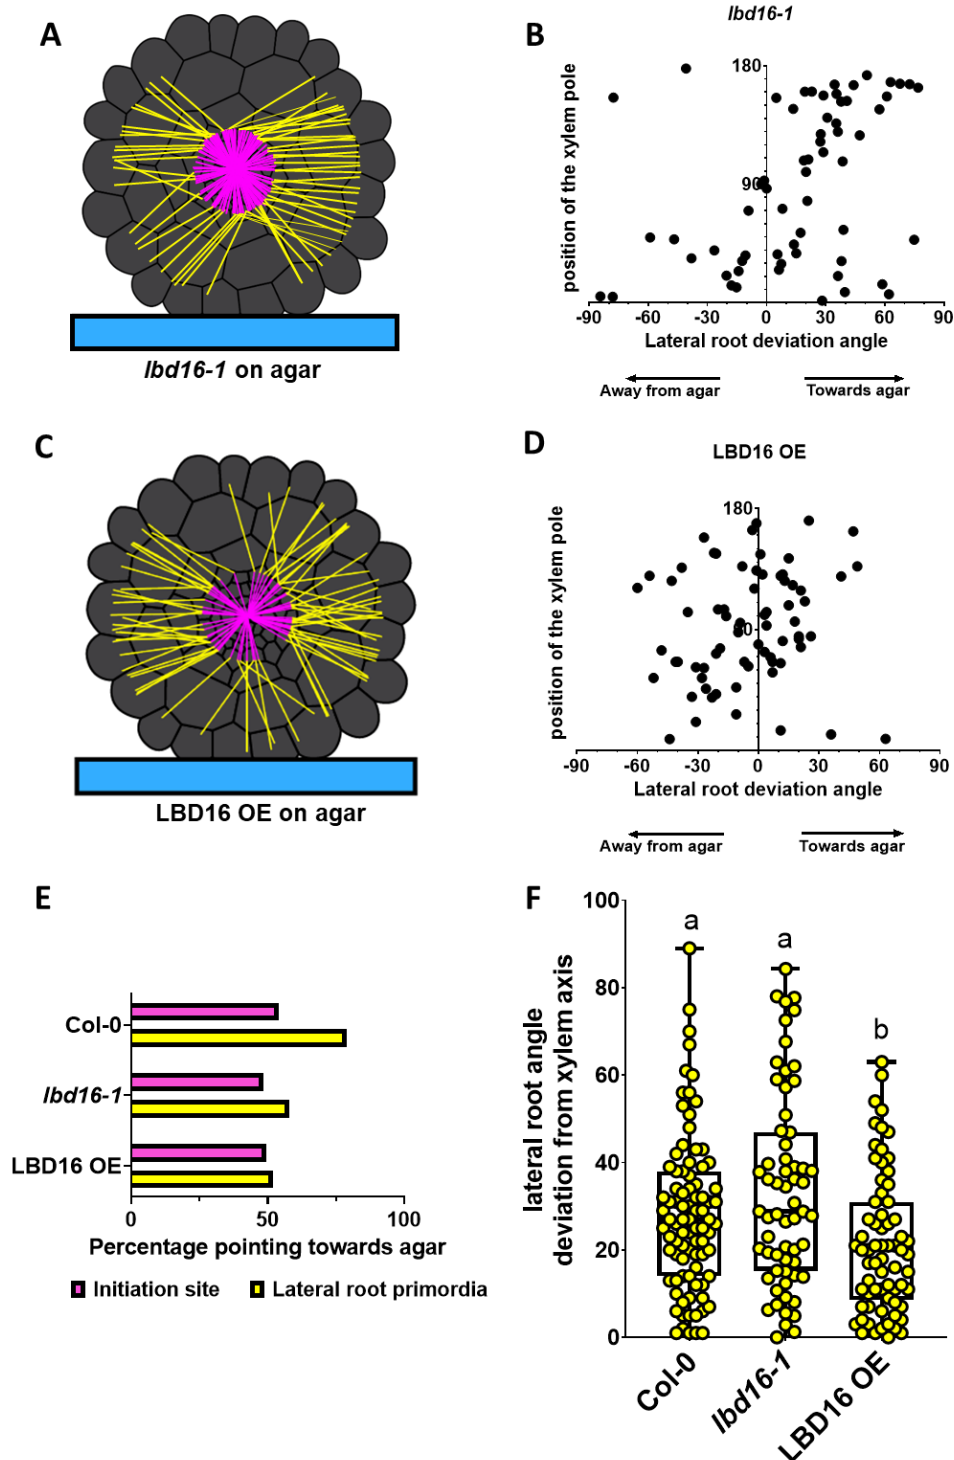 A
lbd16-1 on agar
B
lbd16-1
position of the xylem pole
180
90
-90 -60 -30 0 30 60 90
Lateral root deviation angle
Away from agar Towards agar
C
LBD16 OE on agar
D
LBD16 OE
position of the xylem pole
180
-90 -60 -30 0 30 60 90
Lateral root deviation angle
Away from agar Towards agar
E
Col-0
lbd16-1
LBD16 OE
0 50 100
Percentage pointing towards agar
Initiation site Lateral root primordia
F
lateral root angle
deviation from xylem axis
100
80
60
40
20
0
a
a
b
Col-0
lbd16-1
LBD16 OE